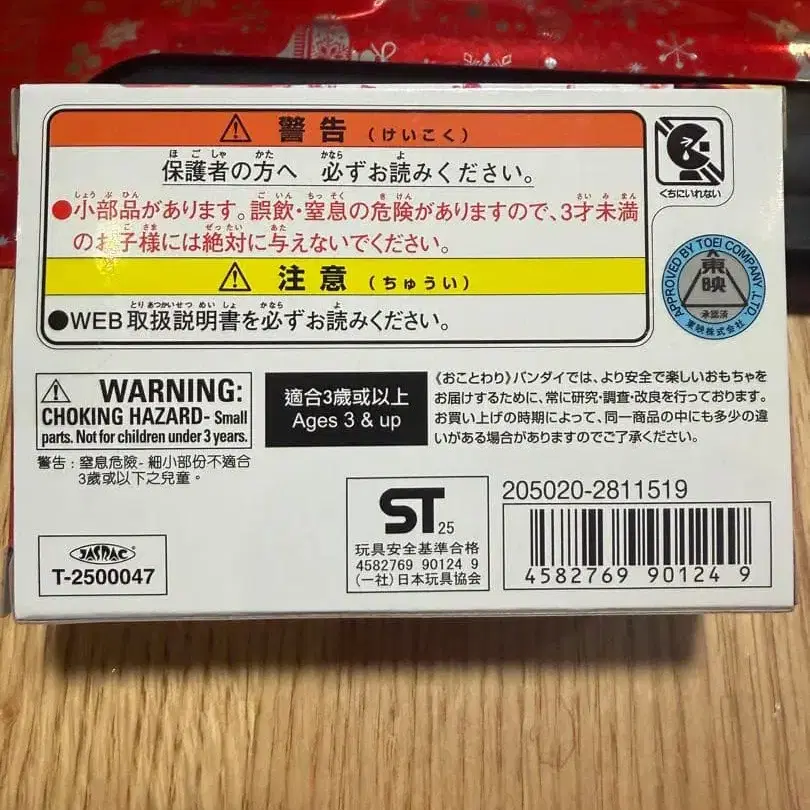 ⚠ 警告 (けいこく)
保護者の方へ 必ずお読みください。
●小部品があります。誤飲・窒息の危険がありますので、3才未満
のお子様には絶対に与えないでください。
⚠ 注意 (ちゅうい)
●WEB取扱説明書を必ずお読みください。
くちにいれない
APPROVED BY TOEI COMPANY, LTD.
東映
承認済
東映株式会社
⚠ WARNING:
CHOKING HAZARD- Small
parts. Not for children under 3 years.
警告 : 窒息危險- 細小部份不適合
3歲或以下之兒童。
適合3歲或以上
Ages 3 & up
《おことわり》バンダイでは、より安全で楽しいおもちゃを
お届けするために、常に研究・調査・改良を行っております。
お買い上げの時期によって、同一商品の中にも多少の違
いがある場合がありますのでご了承ください。
JASRAC
T-2500047
ST 25
玩具安全基準合格
4582769 90124 9
(一社)日本玩具協会
205020-2811519
4582769 90124 9